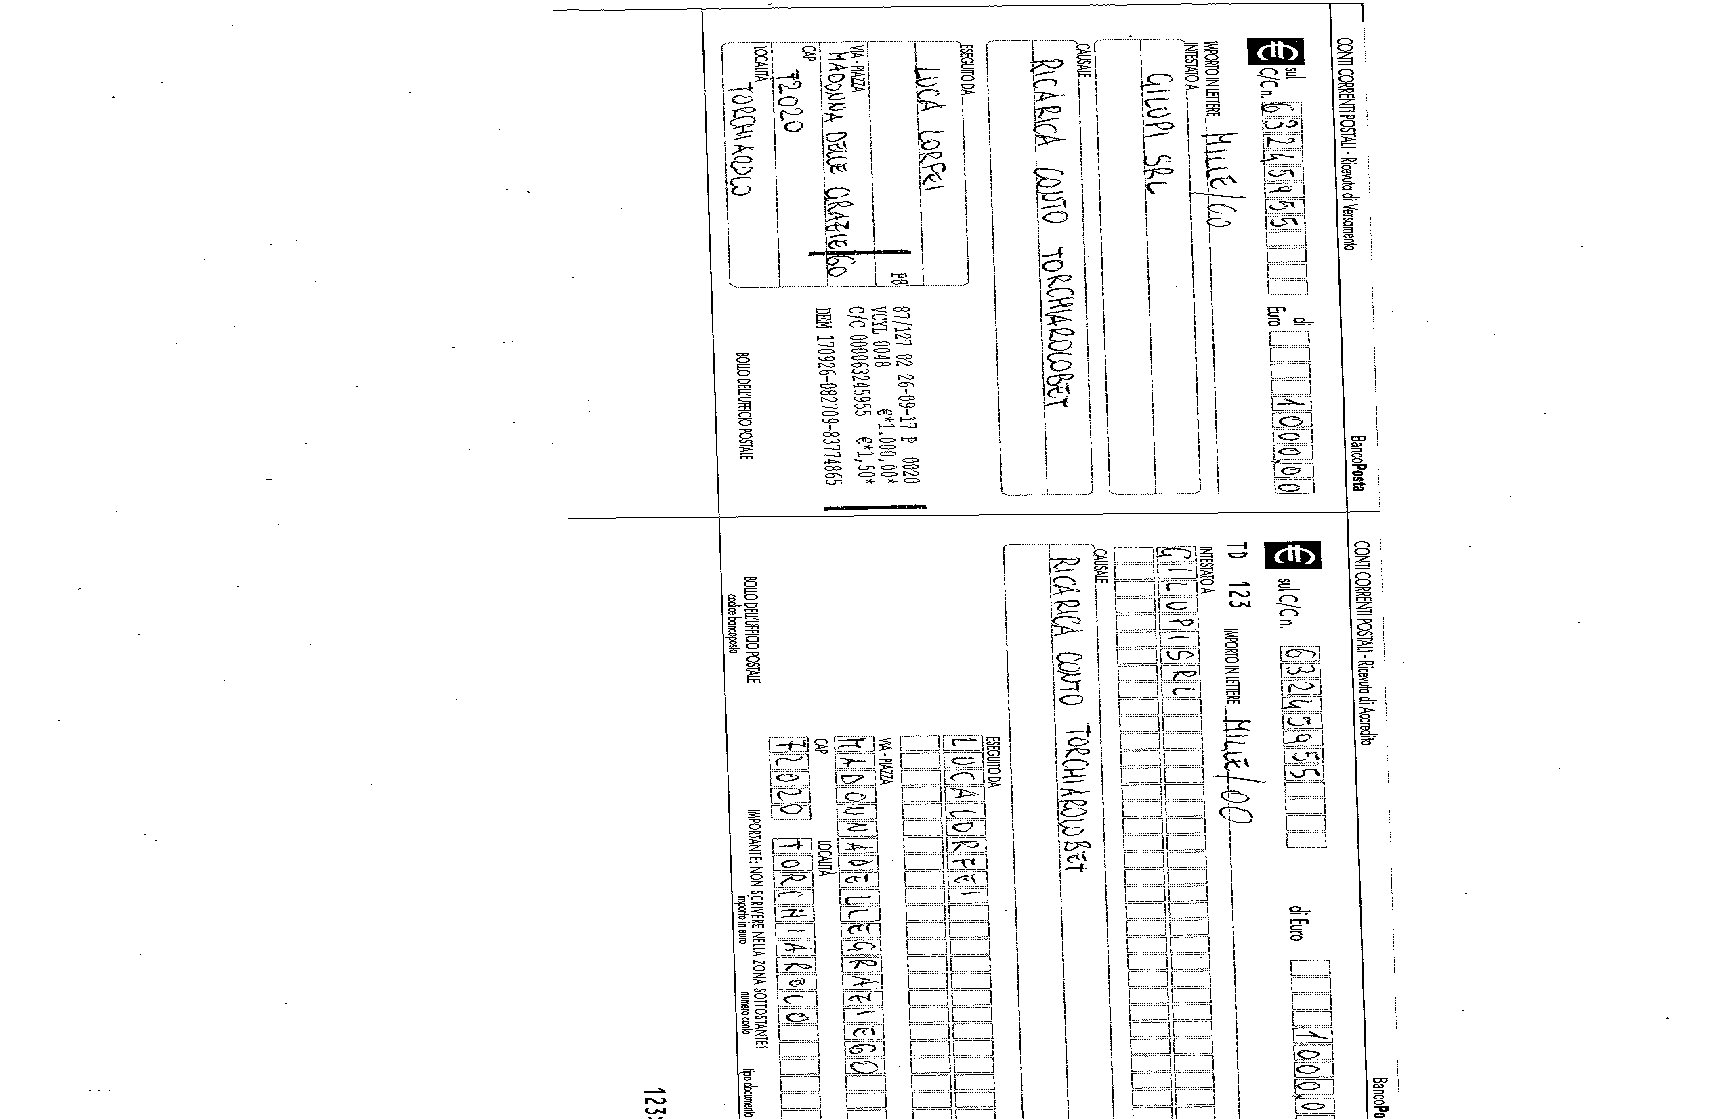 CONTI CORRENTI POSTALI - Ricevuta di Versamento
BancoPosta
sul C/C n. 63245955
di Euro 1000,00
IMPORTO IN LETTERE MILLE/00
INTESTATO A
GILUPI SRL
CAUSALE
RICARICA CONTO TORCHIAROLOBET
ESEGUITO DA
LUCA LORFEI
VIA - PIAZZA
MADONNA DELLE GRAZIE 60
CAP
72020
LOCALITÀ
TORCHIAROLO
87/127 02 26-09-17 P 0020
VCYL 0048 €*1.000,00*
C/C 000063245955 €*1,50*
DEM 170926-082709-83774865
BOLLO DELL'UFFICIO POSTALE
CONTI CORRENTI POSTALI - Ricevuta di Accredito
BancoPo
sul C/C n. 63245955
di Euro 1000,0
TD 123 IMPORTO IN LETTERE MILLE/00
INTESTATO A
GILUPI SRL
CAUSALE
RICARICA CONTO TORCHIAROLOBET
ESEGUITO DA
LUCA LORFEI
VIA - PIAZZA
MADONNA DELLE GRAZIE 60
CAP LOCALITÀ
72020 TORCHIAROLO
BOLLO DELL'UFFICIO POSTALE
codice bancoposta
IMPORTANTE: NON SCRIVERE NELLA ZONA SOTTOSTANTE
importo in euro numero conto tipo documento
123